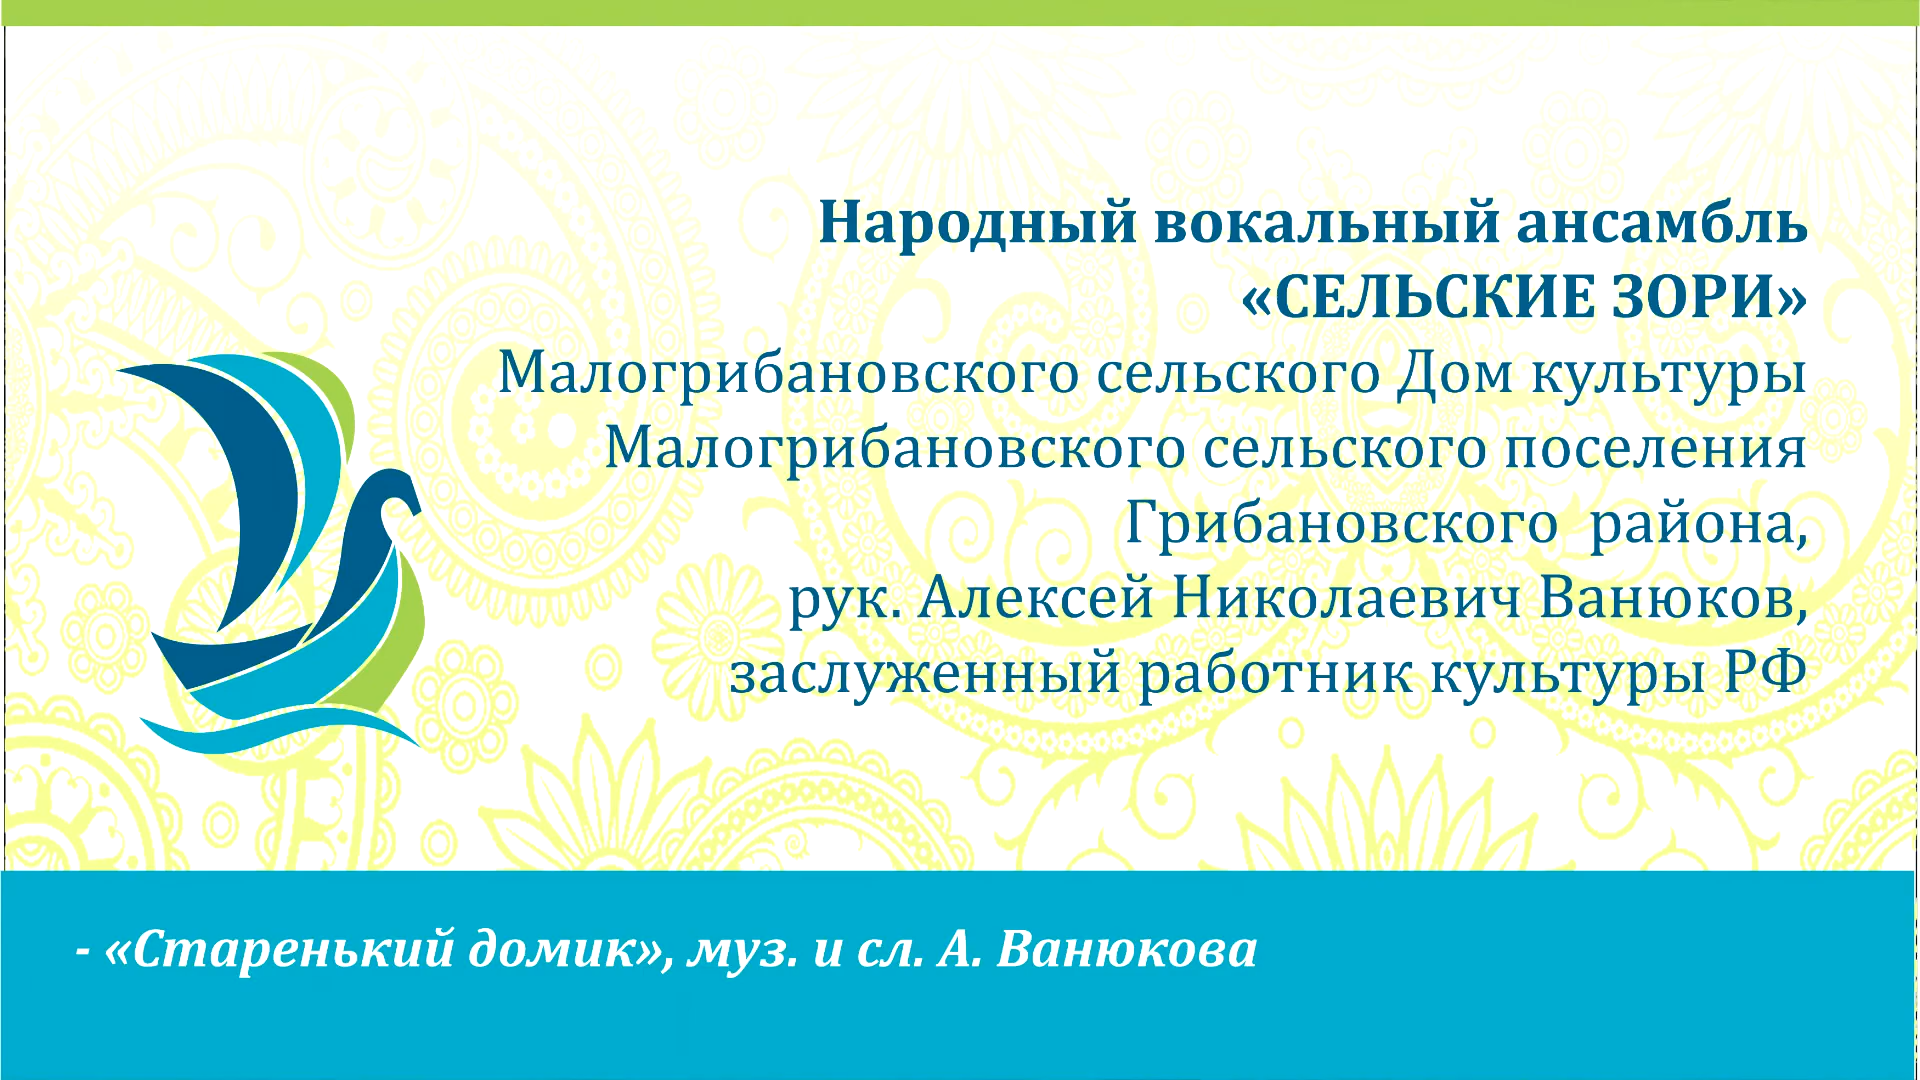 Народный вокальный ансамбль
«СЕЛЬСКИЕ ЗОРИ»
Малогрибановского сельского Дом культуры
Малогрибановского сельского поселения
Грибановского  района,
рук. Алексей Николаевич Ванюков,
заслуженный работник культуры РФ
- «Старенький домик», муз. и сл. А. Ванюкова